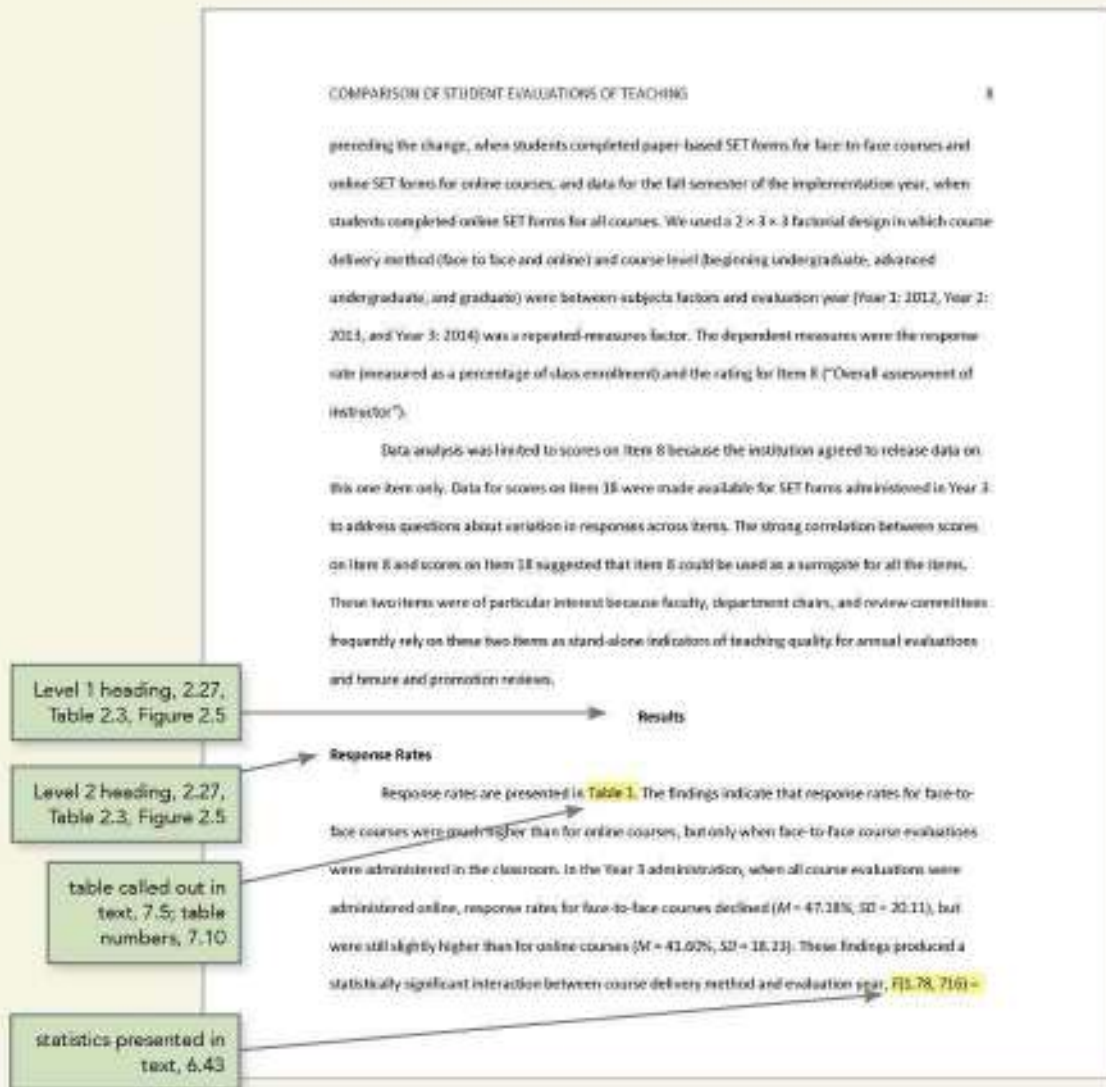 COMPARISON OF STUDENT EVALUATIONS OF TEACHING 8
preceding the change, when students completed paper-based SET forms for face-to-face courses and
online SET forms for online courses, and data for the fall semester of the implementation year, when
students completed online SET forms for all courses. We used a 2 × 3 × 3 factorial design in which course
delivery method (face to face and online) and course level (beginning undergraduate, advanced
undergraduate, and graduate) were between-subjects factors and evaluation year (Year 1: 2012, Year 2:
2013, and Year 3: 2014) was a repeated-measures factor. The dependent measures were the response
rate (measured as a percentage of class enrollment) and the rating for Item 8 (“Overall assessment of
instructor”).
Data analysis was limited to scores on Item 8 because the institution agreed to release data on
this one item only. Data for scores on Item 18 were made available for SET forms administered in Year 3
to address questions about variation in responses across items. The strong correlation between scores
on Item 8 and scores on Item 18 suggested that Item 8 could be used as a surrogate for all the items.
These two items were of particular interest because faculty, department chairs, and review committees
frequently rely on these two items as stand-alone indicators of teaching quality for annual evaluations
and tenure and promotion reviews.
Level 1 heading, 2.27,
Table 2.3, Figure 2.5
Results
Level 2 heading, 2.27,
Table 2.3, Figure 2.5
Response Rates
Response rates are presented in Table 1. The findings indicate that response rates for face-to-
face courses were much higher than for online courses, but only when face-to-face course evaluations
were administered in the classroom. In the Year 3 administration, when all course evaluations were
administered online, response rates for face-to-face courses declined (M = 47.18%, SD = 20.11), but
were still slightly higher than for online courses (M = 41.60%, SD = 18.23). These findings produced a
statistically significant interaction between course delivery method and evaluation year, F(1.78, 716) =
table called out in
text, 7.5; table
numbers, 7.10
statistics presented in
text, 6.43